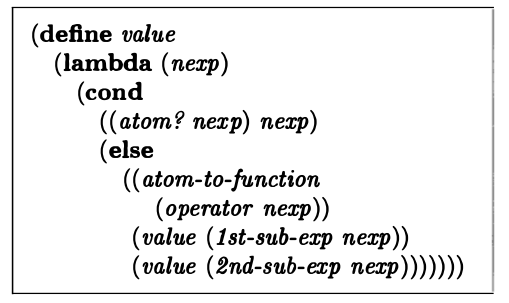 (define value
(lambda (nexp)
(cond
((atom? nexp) nexp)
(else
((atom-to-function
(operator nexp))
(value (1st-sub-exp nexp))
(value (2nd-sub-exp nexp)))))))